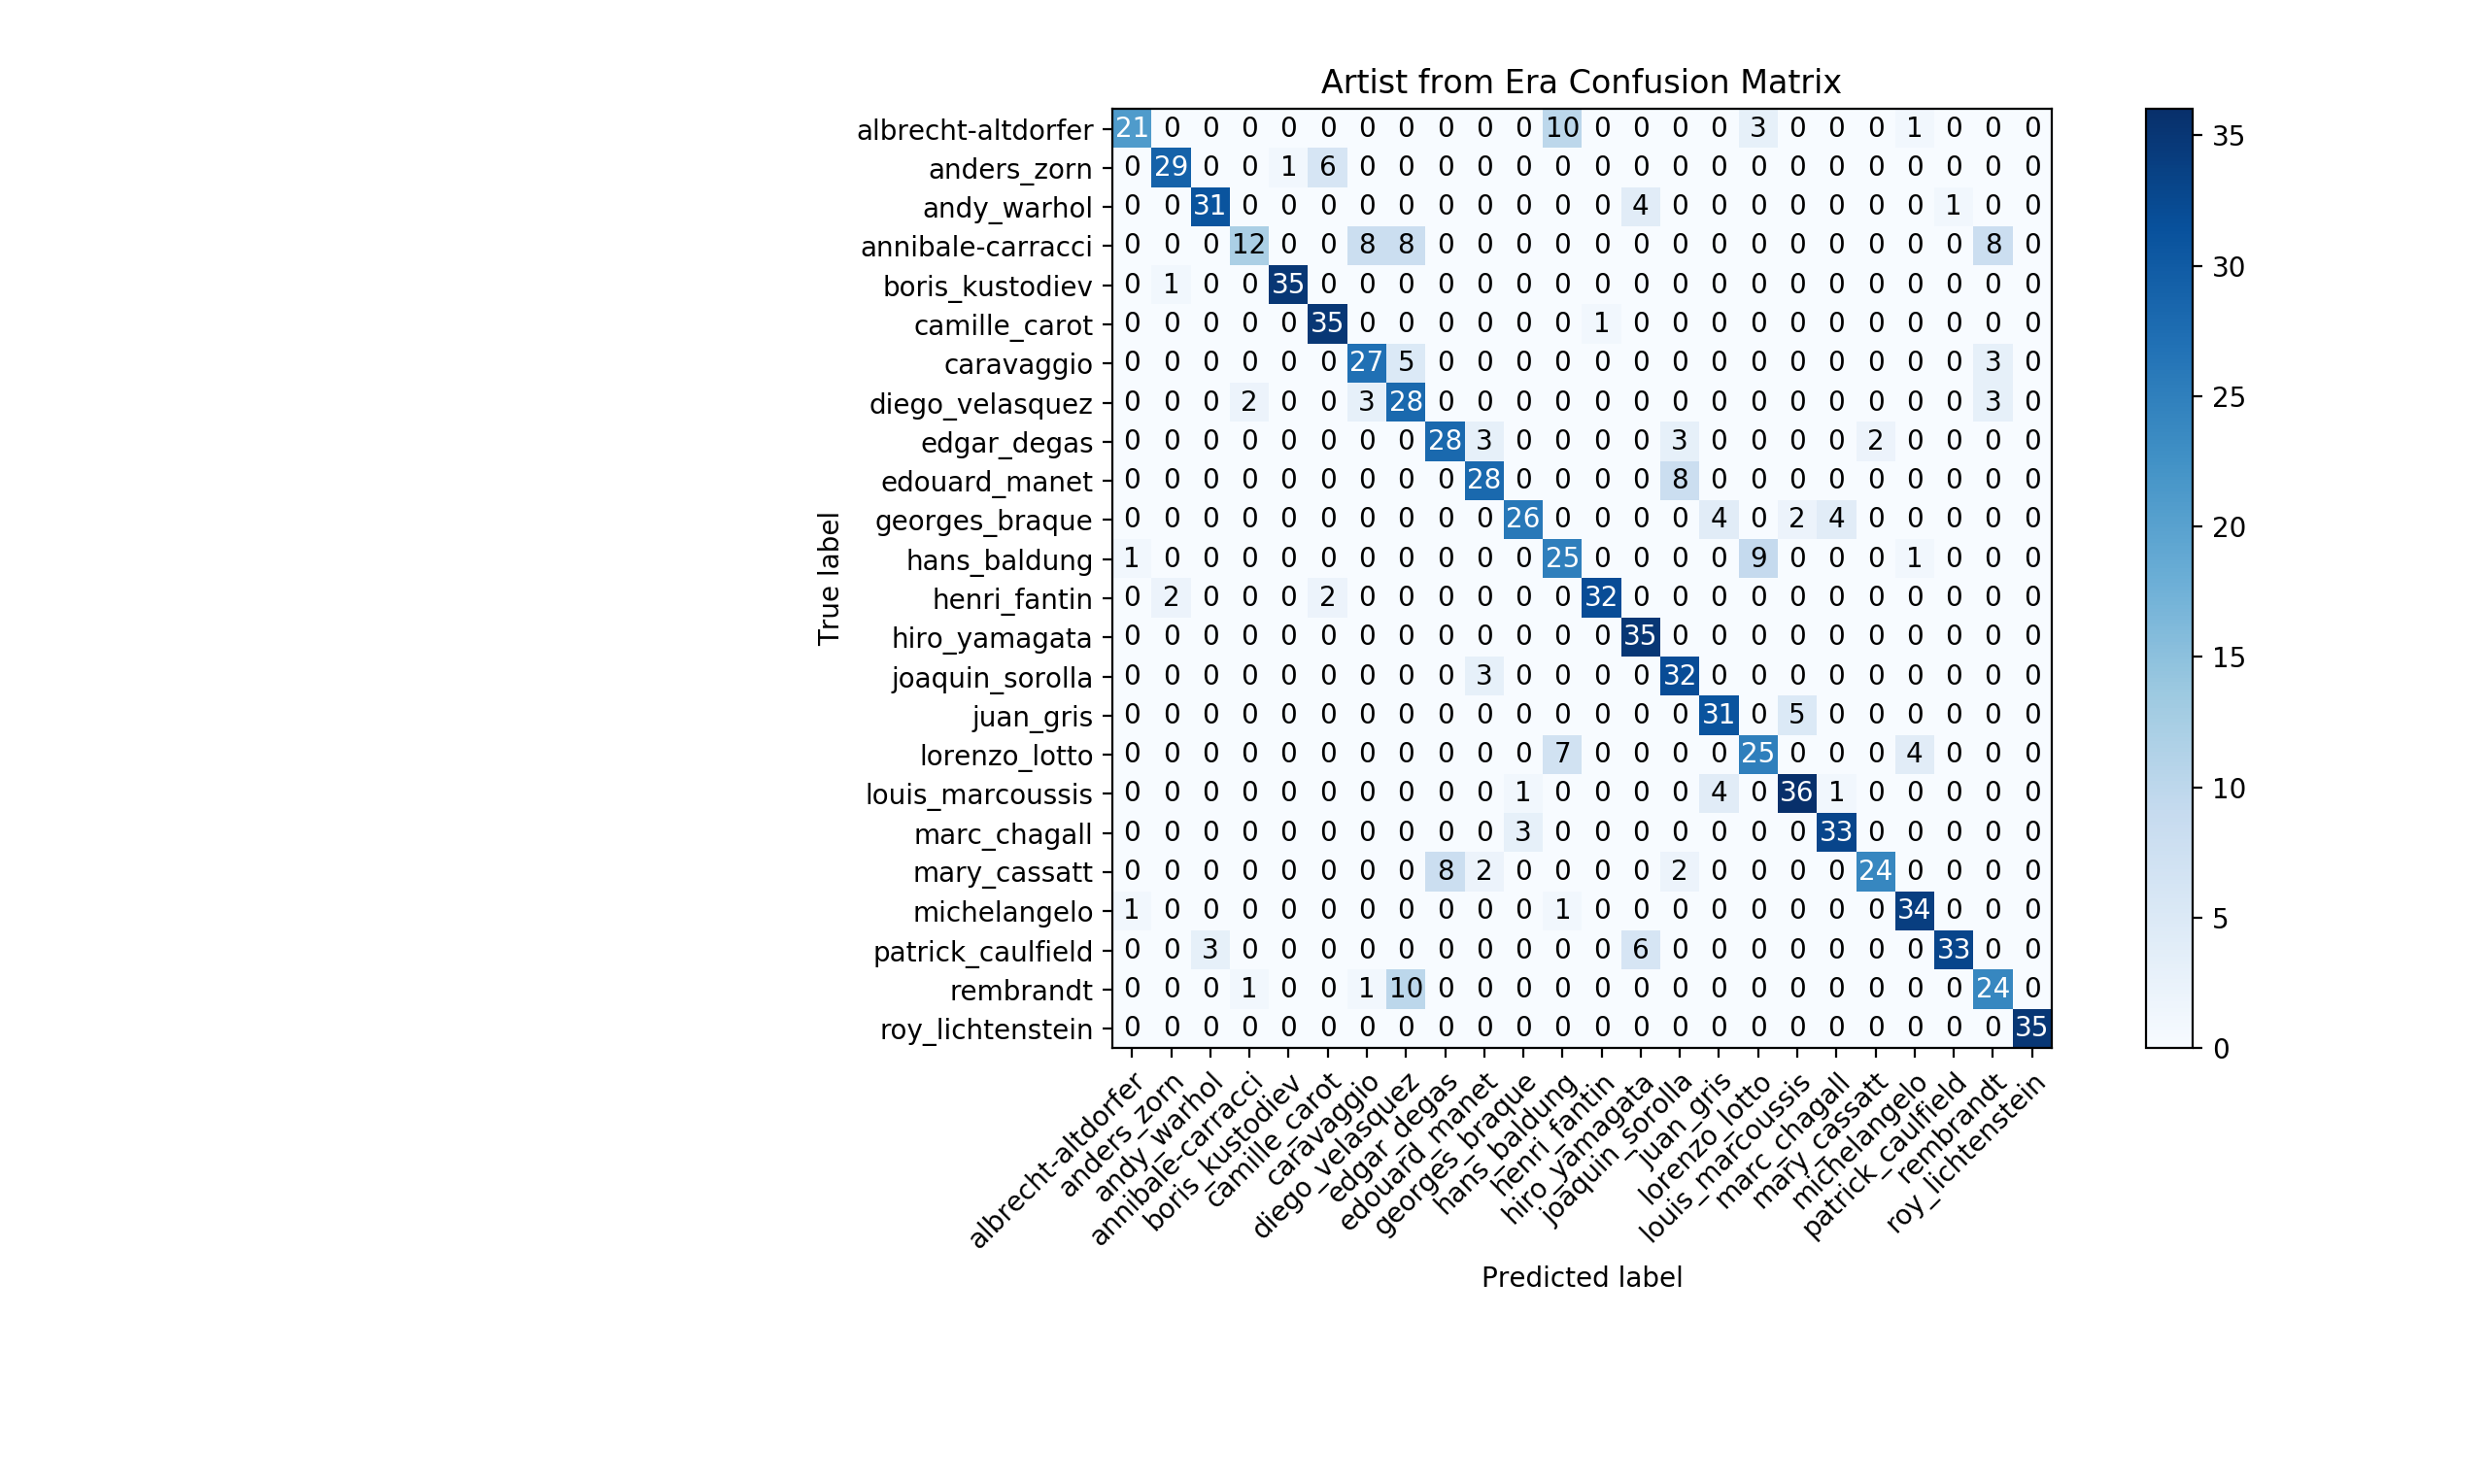 Artist from Era Confusion Matrix
albrecht-altdorfer 21 0 0 0 0 0 0 0 0 0 0 10 0 0 0 0 3 0 0 0 1 0 0 0
anders_zorn 0 29 0 0 1 6 0 0 0 0 0 0 0 0 0 0 0 0 0 0 0 0 0 0
andy_warhol 0 0 31 0 0 0 0 0 0 0 0 0 0 4 0 0 0 0 0 0 0 1 0 0
annibale-carracci 0 0 0 12 0 0 8 8 0 0 0 0 0 0 0 0 0 0 0 0 0 0 8 0
boris_kustodiev 0 1 0 0 35 0 0 0 0 0 0 0 0 0 0 0 0 0 0 0 0 0 0 0
camille_carot 0 0 0 0 0 35 0 0 0 0 0 0 1 0 0 0 0 0 0 0 0 0 0 0
caravaggio 0 0 0 0 0 0 27 5 0 0 0 0 0 0 0 0 0 0 0 0 0 0 3 0
diego_velasquez 0 0 0 2 0 0 3 28 0 0 0 0 0 0 0 0 0 0 0 0 0 0 3 0
edgar_degas 0 0 0 0 0 0 0 0 28 3 0 0 0 0 3 0 0 0 0 2 0 0 0 0
edouard_manet 0 0 0 0 0 0 0 0 0 28 0 0 0 0 8 0 0 0 0 0 0 0 0 0
georges_braque 0 0 0 0 0 0 0 0 0 0 26 0 0 0 0 4 0 2 4 0 0 0 0 0
hans_baldung 1 0 0 0 0 0 0 0 0 0 0 25 0 0 0 0 9 0 0 0 1 0 0 0
henri_fantin 0 2 0 0 0 2 0 0 0 0 0 0 32 0 0 0 0 0 0 0 0 0 0 0
hiro_yamagata 0 0 0 0 0 0 0 0 0 0 0 0 0 35 0 0 0 0 0 0 0 0 0 0
joaquin_sorolla 0 0 0 0 0 0 0 0 0 3 0 0 0 0 32 0 0 0 0 0 0 0 0 0
juan_gris 0 0 0 0 0 0 0 0 0 0 0 0 0 0 0 31 0 5 0 0 0 0 0 0
lorenzo_lotto 0 0 0 0 0 0 0 0 0 0 0 7 0 0 0 0 25 0 0 0 4 0 0 0
louis_marcoussis 0 0 0 0 0 0 0 0 0 0 1 0 0 0 0 4 0 36 1 0 0 0 0 0
marc_chagall 0 0 0 0 0 0 0 0 0 0 3 0 0 0 0 0 0 0 33 0 0 0 0 0
mary_cassatt 0 0 0 0 0 0 0 0 8 2 0 0 0 0 2 0 0 0 0 24 0 0 0 0
michelangelo 1 0 0 0 0 0 0 0 0 0 0 1 0 0 0 0 0 0 0 0 34 0 0 0
patrick_caulfield 0 0 3 0 0 0 0 0 0 0 0 0 0 6 0 0 0 0 0 0 0 33 0 0
rembrandt 0 0 0 1 0 0 1 10 0 0 0 0 0 0 0 0 0 0 0 0 0 0 24 0
roy_lichtenstein 0 0 0 0 0 0 0 0 0 0 0 0 0 0 0 0 0 0 0 0 0 0 0 35
True label
albrecht-altdorfer
anders_zorn
andy_warhol
annibale-carracci
boris_kustodiev
camille_carot
caravaggio
diego_velasquez
edgar_degas
edouard_manet
georges_braque
hans_baldung
henri_fantin
hiro_yamagata
joaquin_sorolla
juan_gris
lorenzo_lotto
louis_marcoussis
marc_chagall
mary_cassatt
michelangelo
patrick_caulfield
rembrandt
roy_lichtenstein
Predicted label
35
30
25
20
15
10
5
0